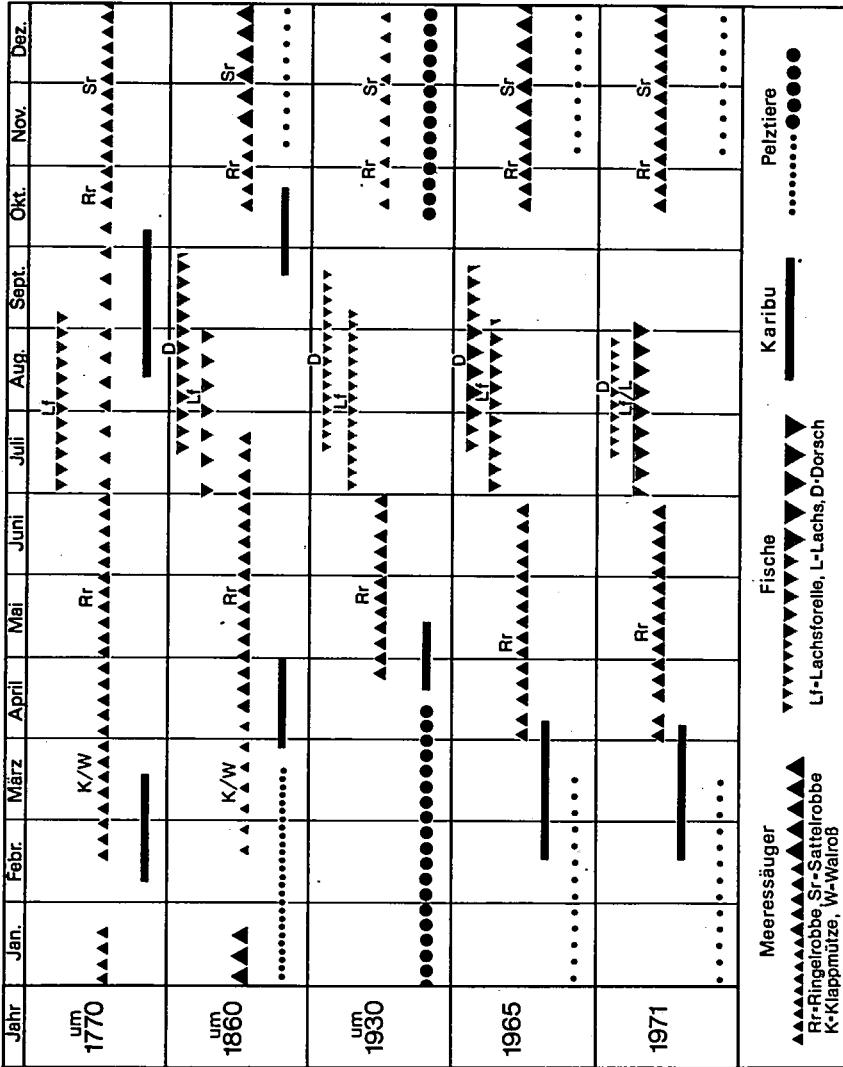 Jahr Jan. Febr. März April Mai Juni Juli Aug. Sept. Okt. Nov. Dez.
um
1770
K/W Rr Lf Rr Sr
um
1860
K/W Rr Lf D Rr Sr
um
1930
Rr Lf D Rr Sr
1965
Rr Lf D Rr Sr
1971
Rr Lf/L D Rr Sr
Meeressäuger
Rr=Ringelrobbe, Sr=Sattelrobbe
K=Klappmütze, W=Walroß
Fische
Lf=Lachsforelle, L=Lachs, D=Dorsch
Karibu
Pelztiere